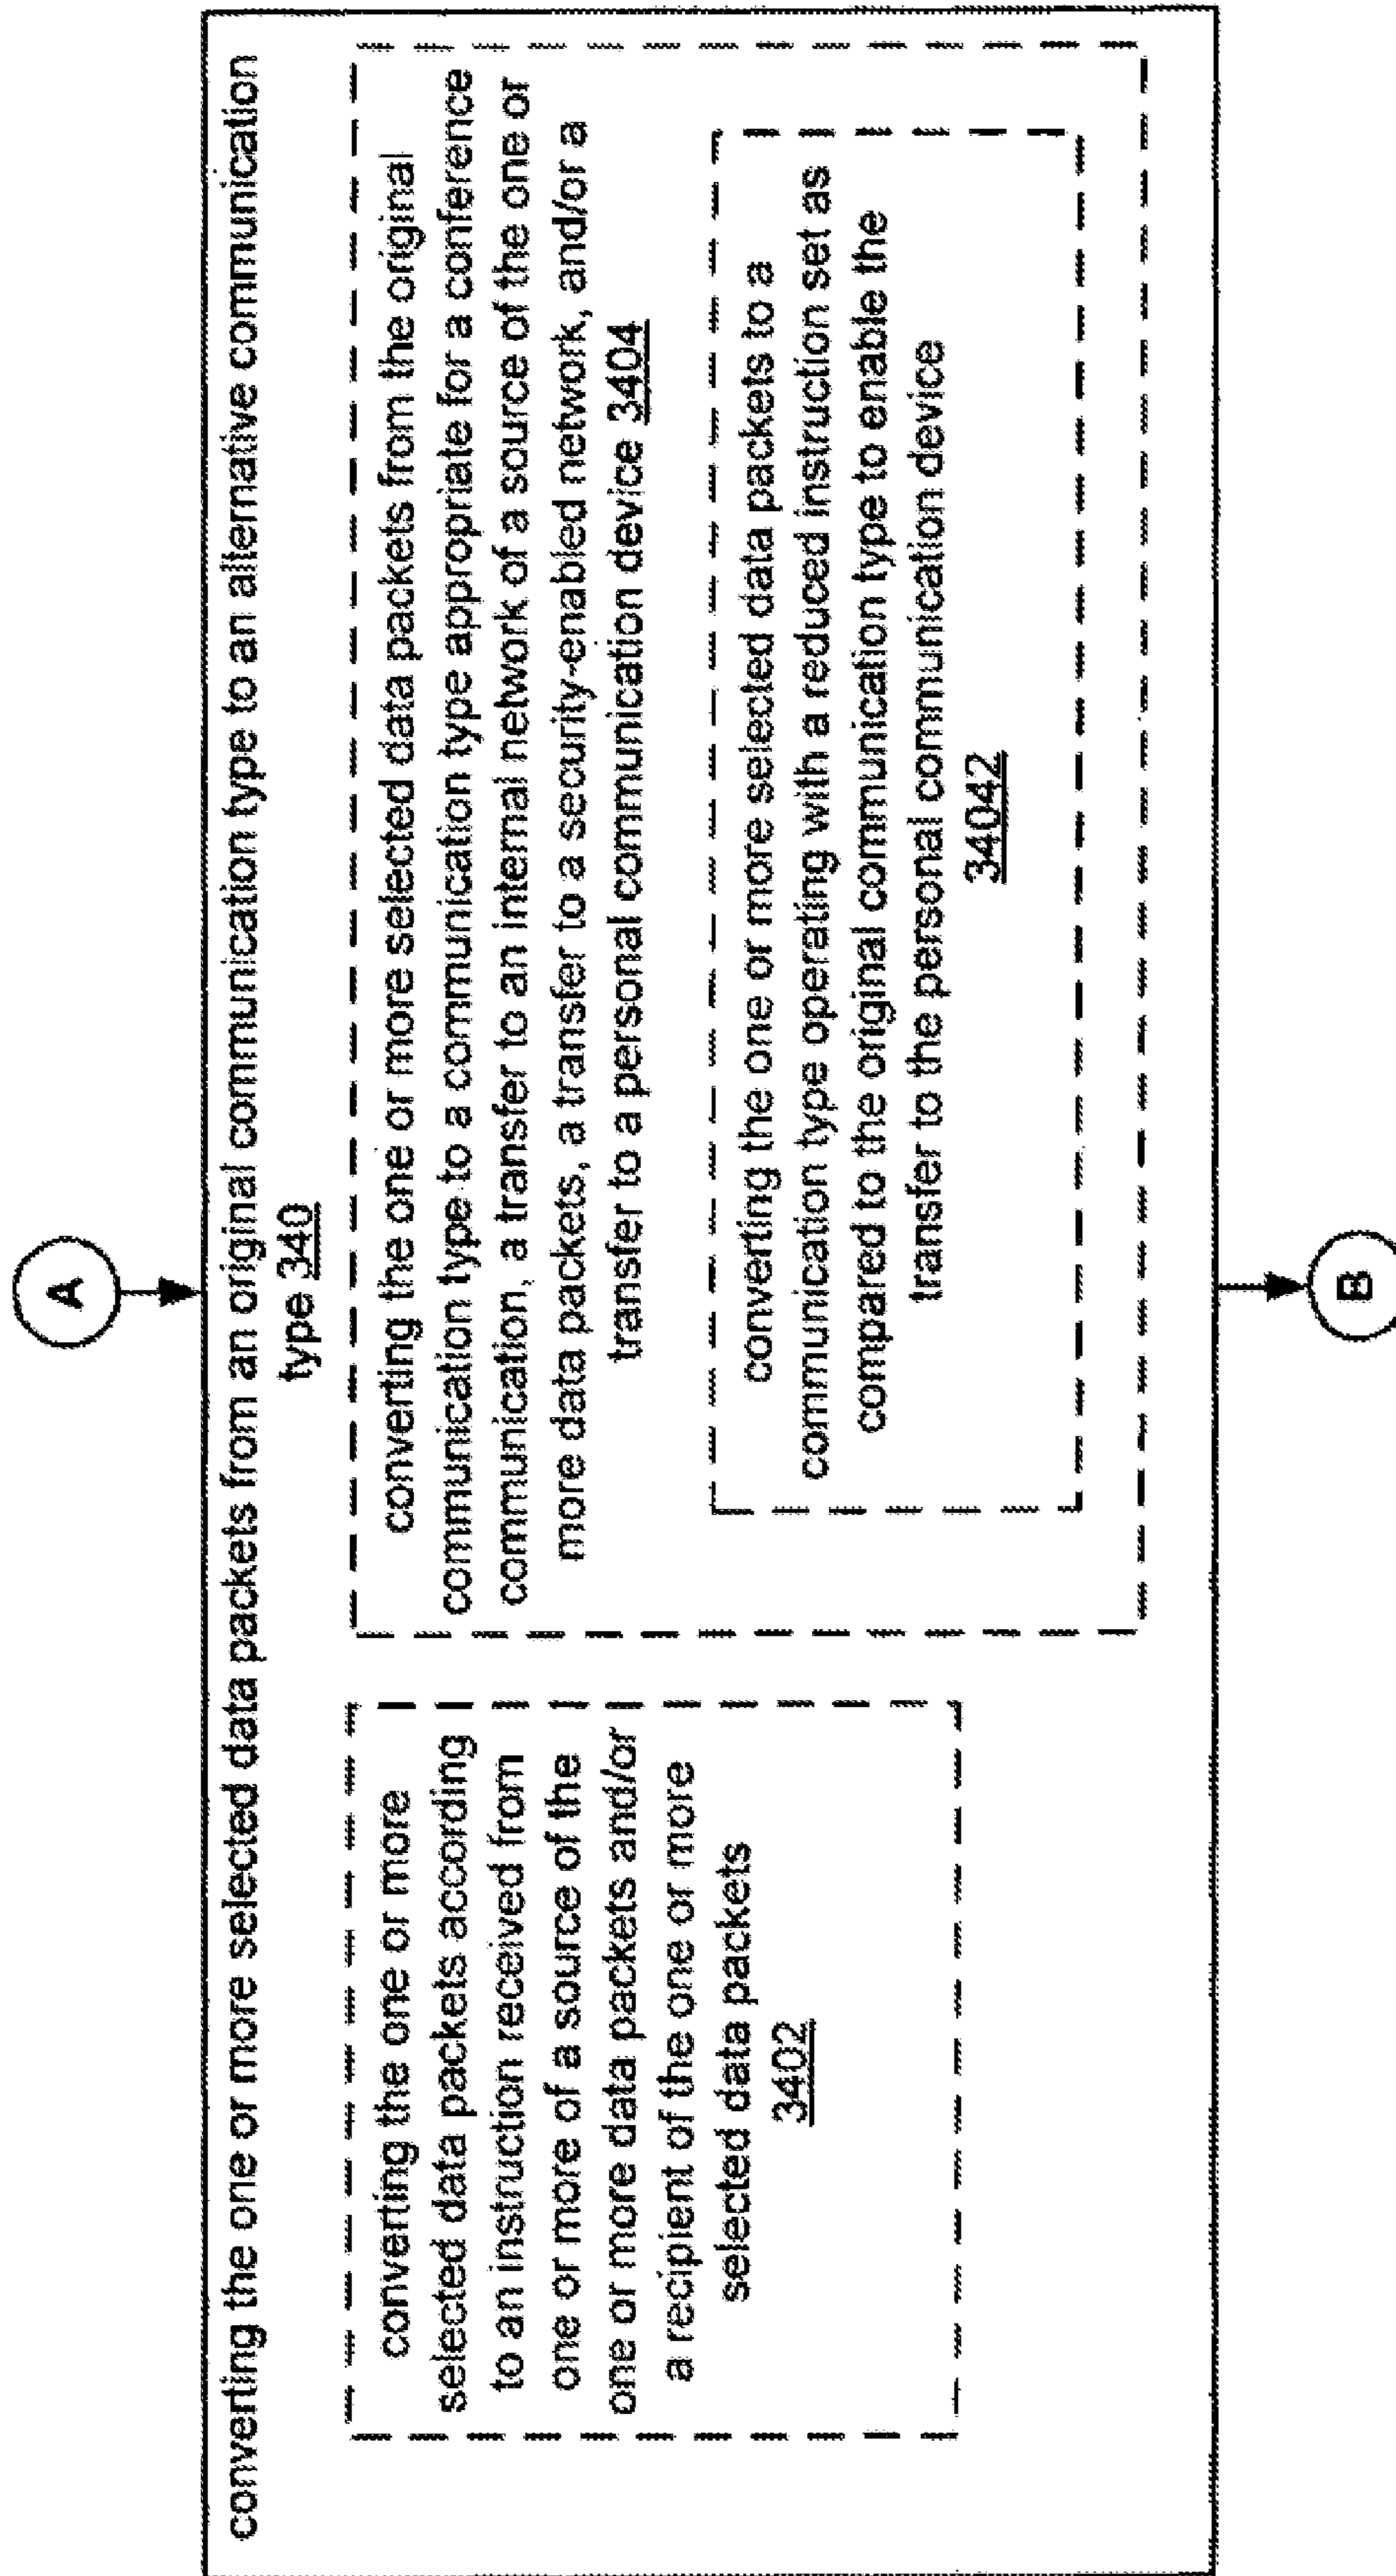 A
converting the one or more selected data packets from an original communication type to an alternative communication
type 340
converting the one or more
selected data packets according
to an instruction received from
one or more of a source of the
one or more data packets and/or
a recipient of the one or more
selected data packets
3402
converting the one or more selected data packets from the original
communication type to a communication type appropriate for a conference
communication, a transfer to an internal network of a source of the one or
more data packets, a transfer to a security-enabled network, and/or a
transfer to a personal communication device 3404
converting the one or more selected data packets to a
communication type operating with a reduced instruction set as
compared to the original communication type to enable the
transfer to the personal communication device
34042
B